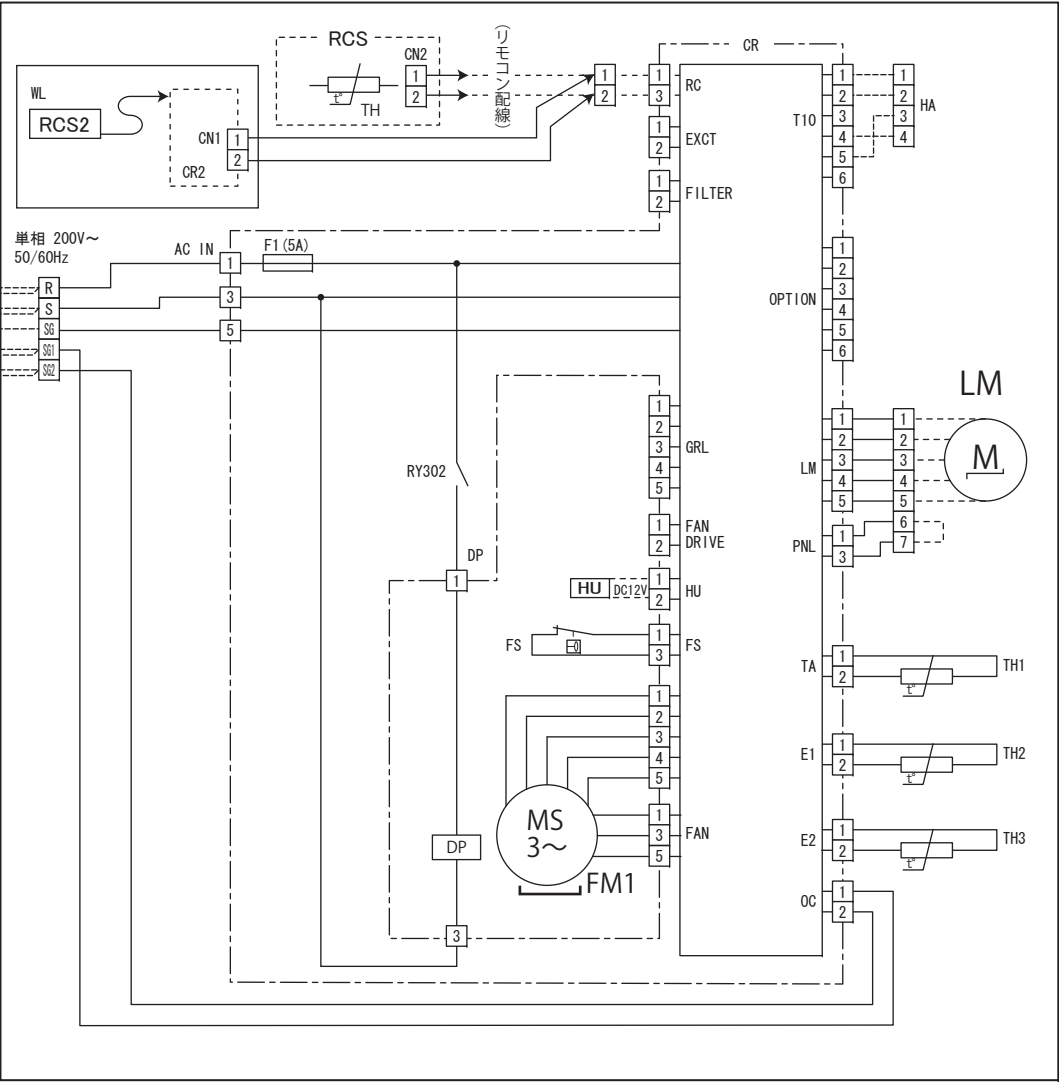 RCS
CN2
1
2
t°
TH
(リモコン配線)
1
2
CR
1
3
RC
1
2
EXCT
1
2
FILTER
T10
1
2
3
4
5
6
1
2
3
4
HA
WL
RCS2
CN1
1
2
CR2
単相 200V～
50/60Hz
AC IN
F1(5A)
R
S
SG
SG1
SG2
1
3
5
OPTION
1
2
3
4
5
6
1
2
3
4
5
GRL
LM
1
2
3
4
5
1
2
3
4
5
6
7
LM
M
RY302
1
2
FAN
DRIVE
PNL
1
3
DP
1
HU
DC12V
1
2
HU
FS
1
3
FS
TA
1
2
t°
TH1
1
2
3
4
5
E1
1
2
t°
TH2
MS
3～
FM1
1
3
5
FAN
E2
1
2
t°
TH3
DP
OC
1
2
3